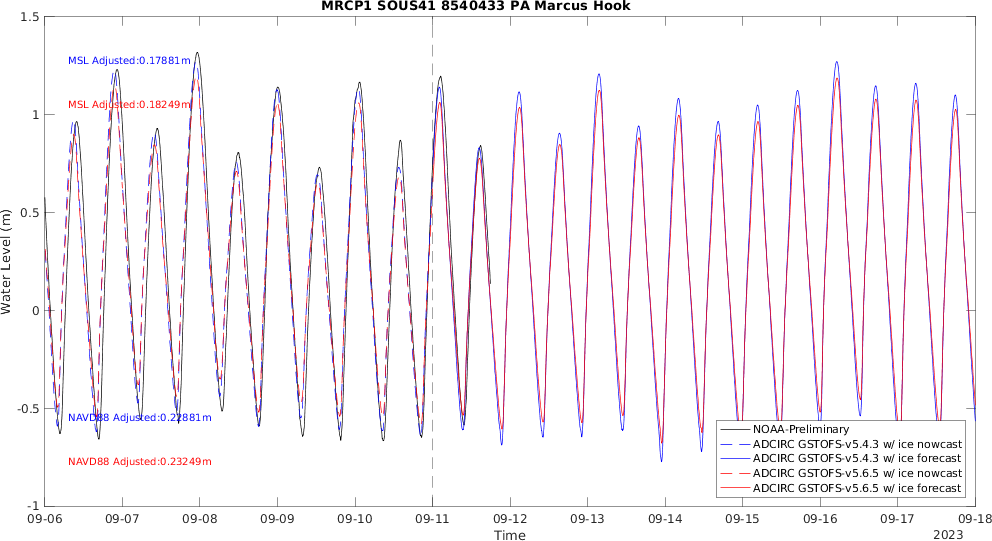 MRCP1 SOUS41 8540433 PA Marcus Hook
1.5
MSL Adjusted:0.17881m
MSL Adjusted:0.18249m
1
0.5
Water Level (m)
0
-0.5
NAVD88 Adjusted:0.22881m
NAVD88 Adjusted:0.23249m
NOAA-Preliminary
ADCIRC GSTOFS-v5.4.3 w/ ice nowcast
ADCIRC GSTOFS-v5.4.3 w/ ice forecast
ADCIRC GSTOFS-v5.6.5 w/ ice nowcast
ADCIRC GSTOFS-v5.6.5 w/ ice forecast
-1
09-06 09-07 09-08 09-09 09-10 09-11 09-12 09-13 09-14 09-15 09-16 09-17 09-18
Time
2023